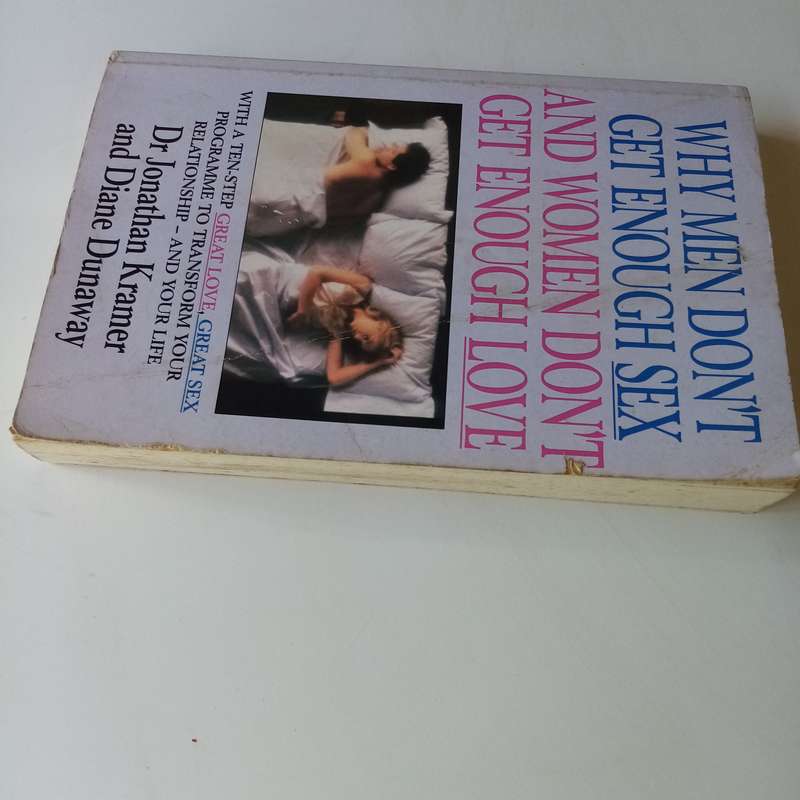 WHY MEN DON'T
GET ENOUGH SEX
AND WOMEN DON'T
GET ENOUGH LOVE
WITH A TEN-STEP GREAT LOVE, GREAT SEX
PROGRAMME TO TRANSFORM YOUR
RELATIONSHIP – AND YOUR LIFE
Dr Jonathan Kramer
and Diane Dunaway